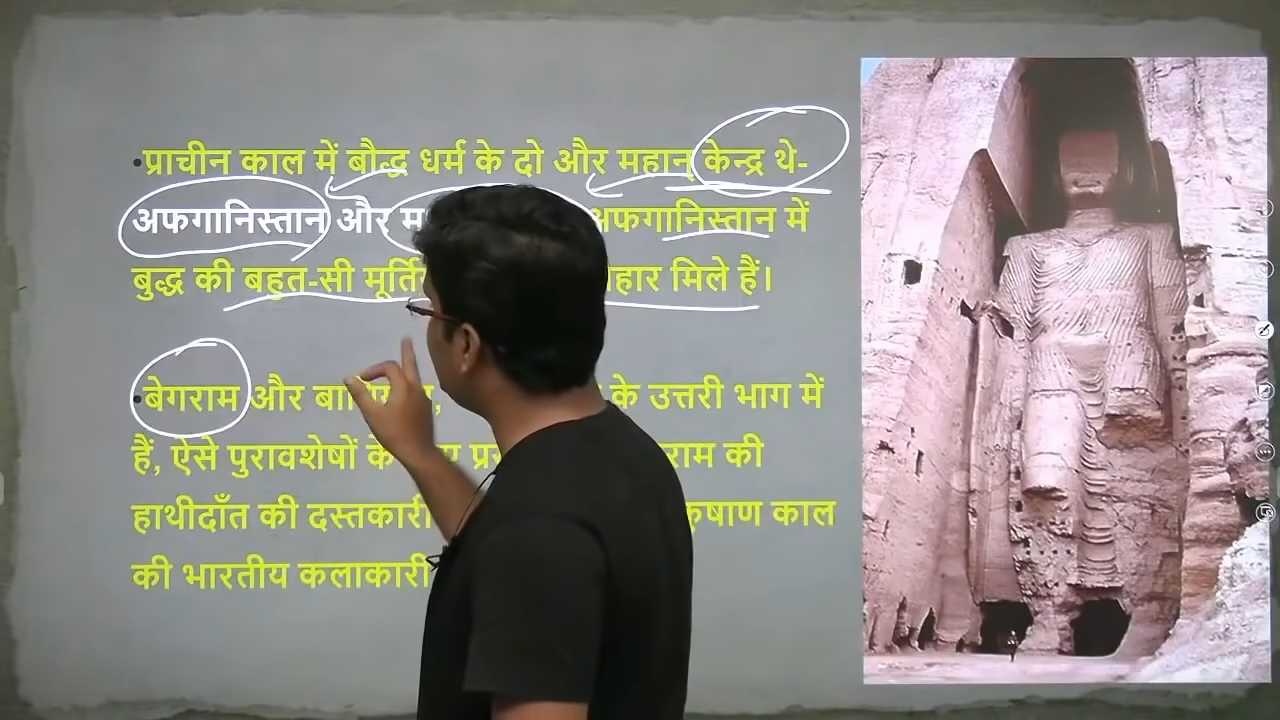 •प्राचीन काल में बौद्ध धर्म के दो और महान् केन्द्र थे-
अफगानिस्तान और अफगानिस्तान में
बुद्ध की बहुत-सी मिले हैं।
•बेगराम और के उत्तरी भाग में
हैं, ऐसे पुरावशेषों की
हाथीदाँत की दस्तकारी काल
की भारतीय कलाकारी